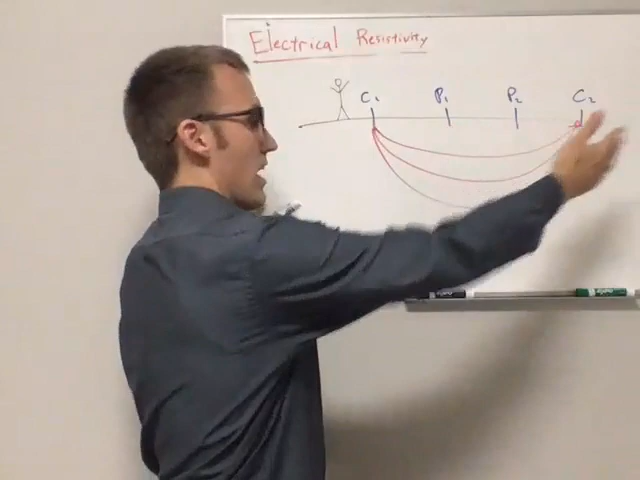 Electrical Resistivity
C₁ P₁ P₂ C₂